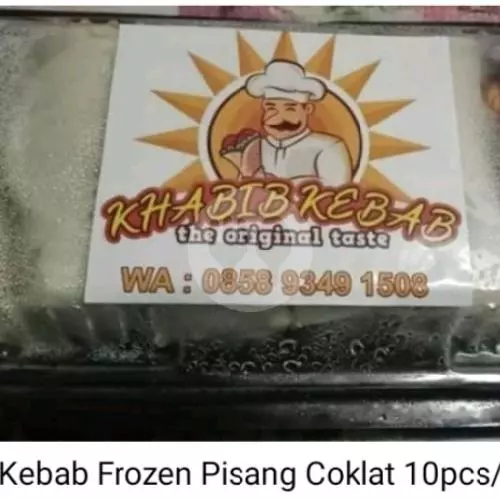 KHABIB KEBAB
the original taste
WA : 0858 9349 1508
Kebab Frozen Pisang Coklat 10pcs/